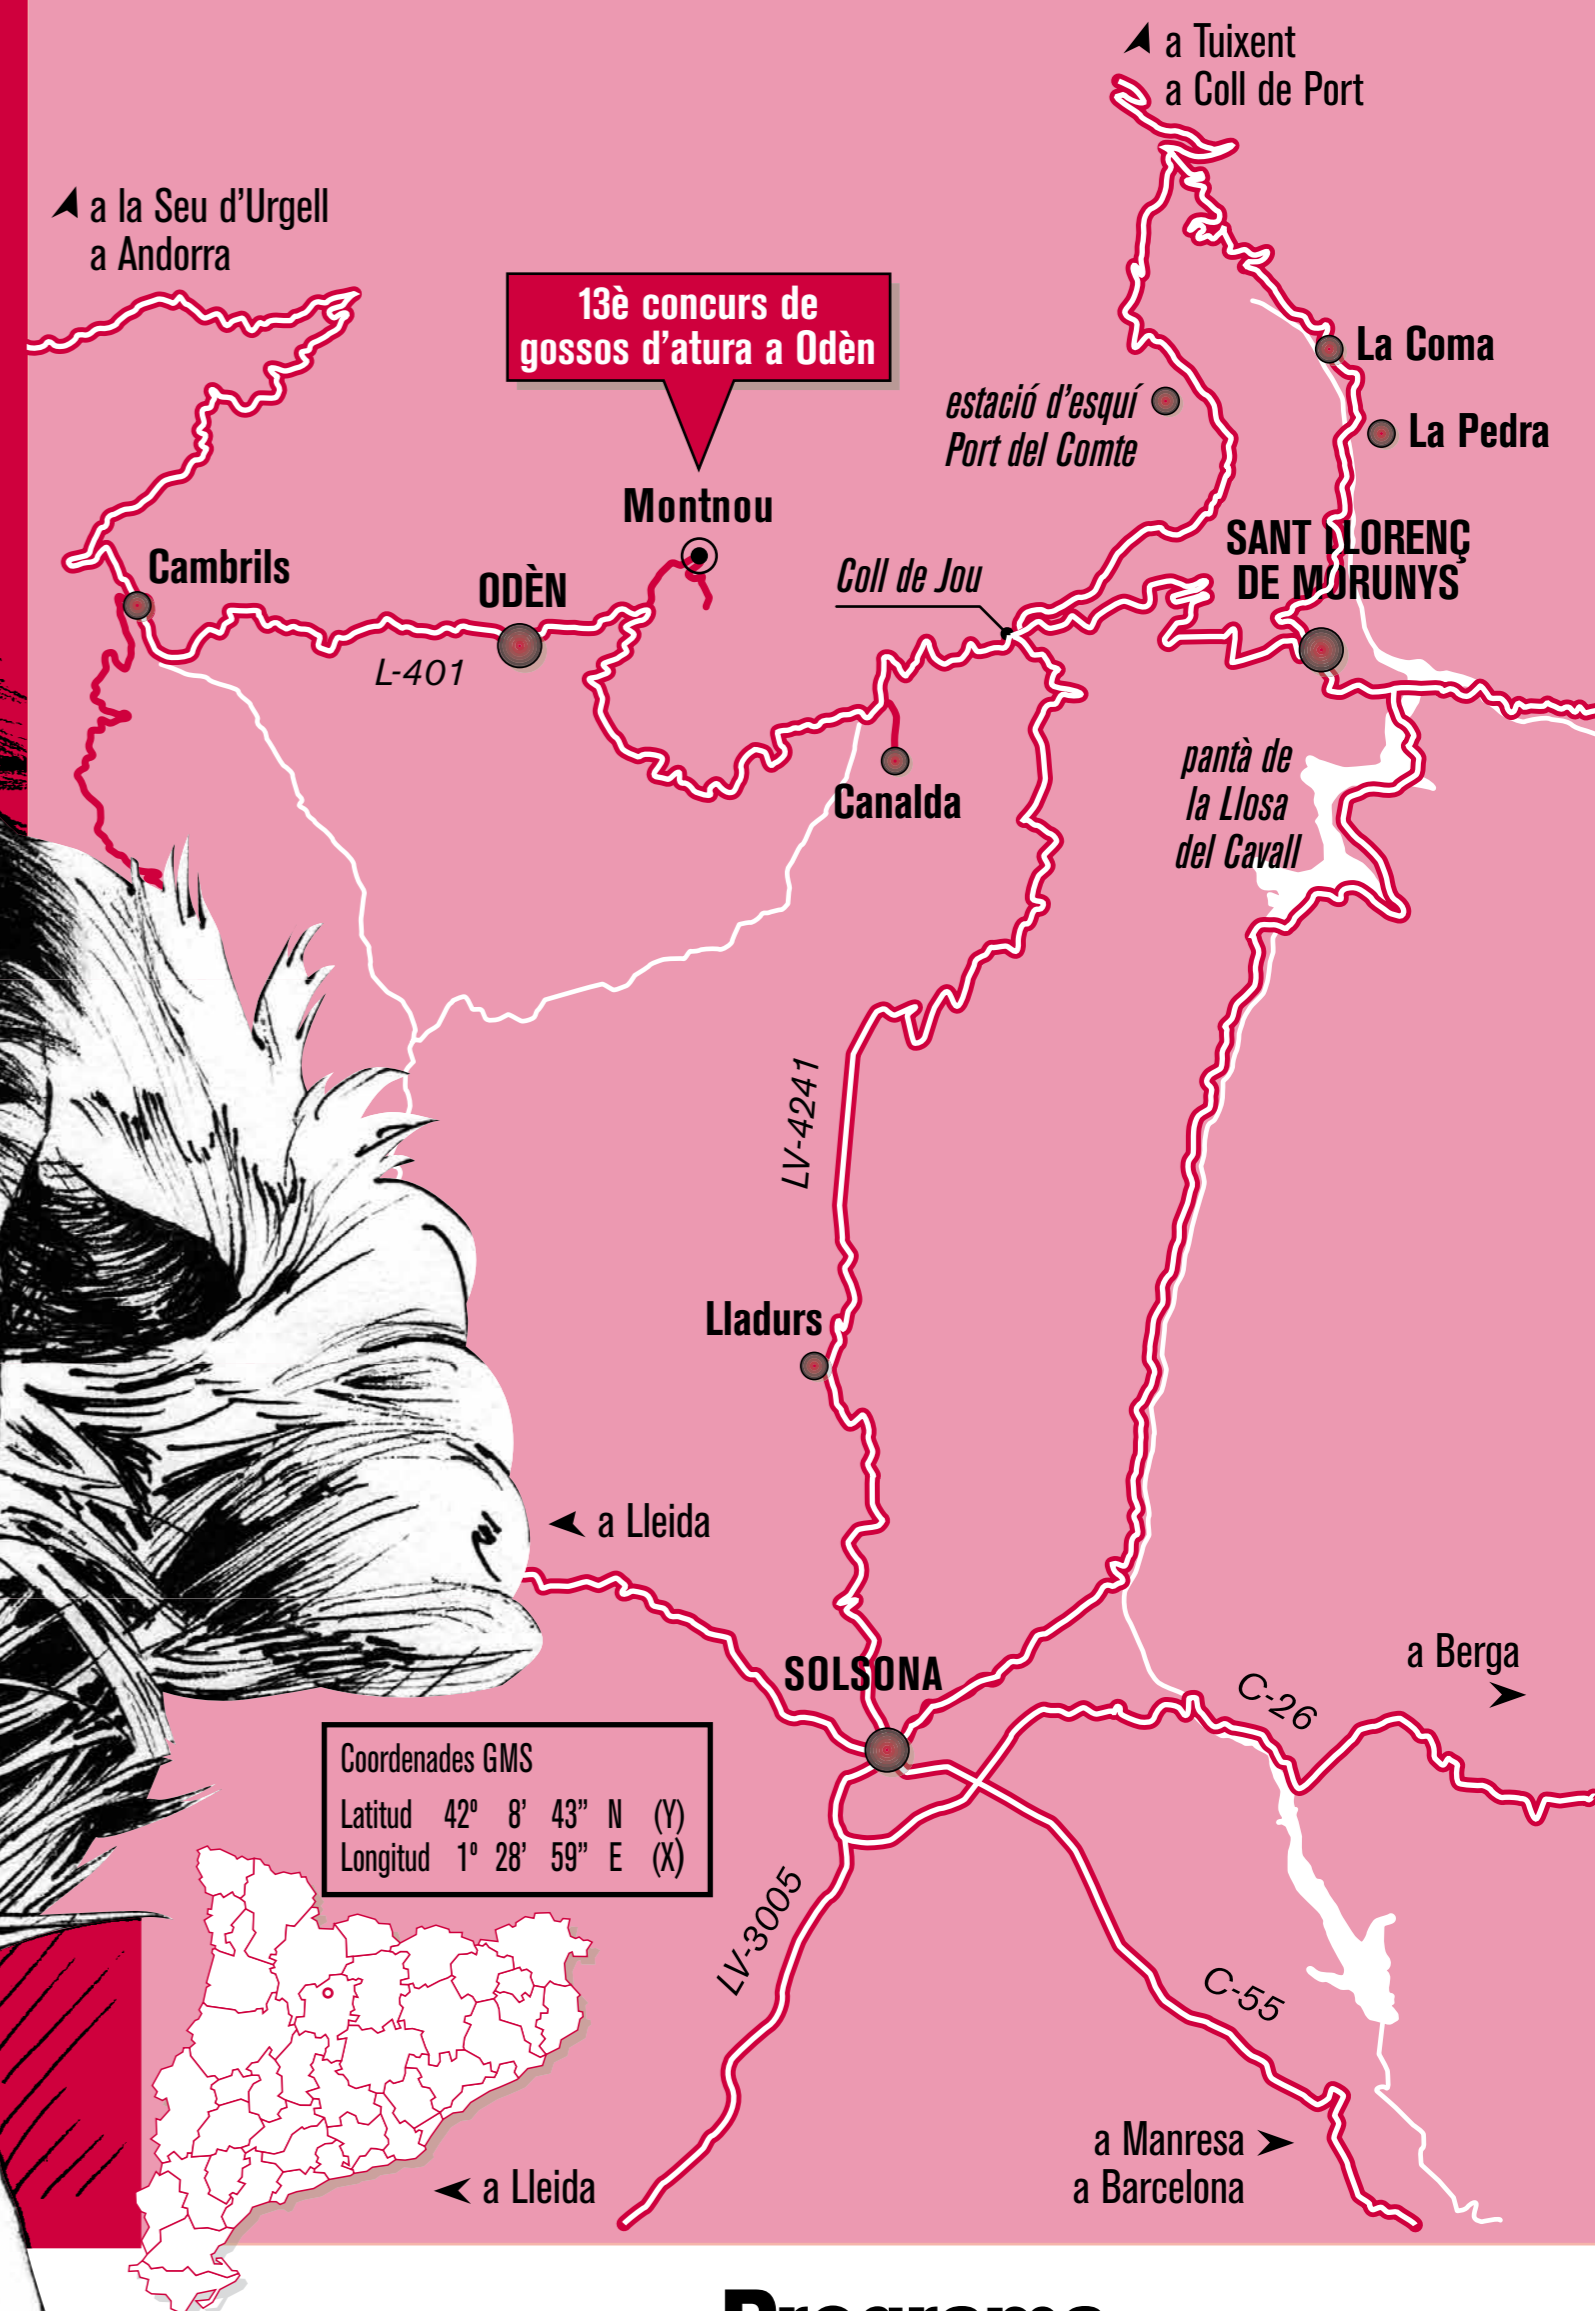 a Tuixent
a Coll de Port
a la Seu d'Urgell
a Andorra
13è concurs de
gossos d'atura a Odèn
La Coma
estació d'esquí
Port del Comte
La Pedra
Montnou
SANT LLORENÇ
DE MORUNYS
Cambrils
ODÈN
Coll de Jou
L-401
pantà de
la Llosa
del Cavall
Canalda
LV-4241
Lladurs
a Lleida
SOLSONA
a Berga
C-26
Coordenades GMS
Latitud 42º 8' 43” N (Y)
Longitud 1º 28' 59” E (X)
LV-3005
C-55
a Manresa
a Barcelona
a Lleida
Programa